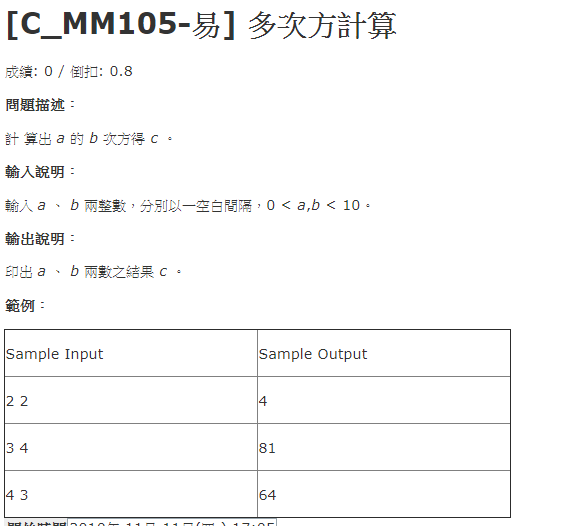 [C_MM105-易] 多次方計算
成績: 0 / 倒扣: 0.8
問題描述：
計 算出 a 的 b 次方得 c 。
輸入說明：
輸入 a 、 b 兩整數，分別以一空白間隔，0 < a,b < 10。
輸出說明：
印出 a 、 b 兩數之結果 c 。
範例：
Sample Input Sample Output
2 2 4
3 4 81
4 3 64